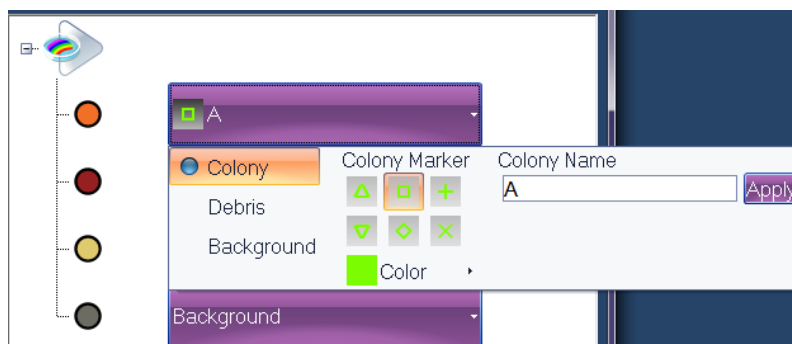 A
Colony
Colony Marker
Colony Name
A
Apply
Debris
Background
Color
Background